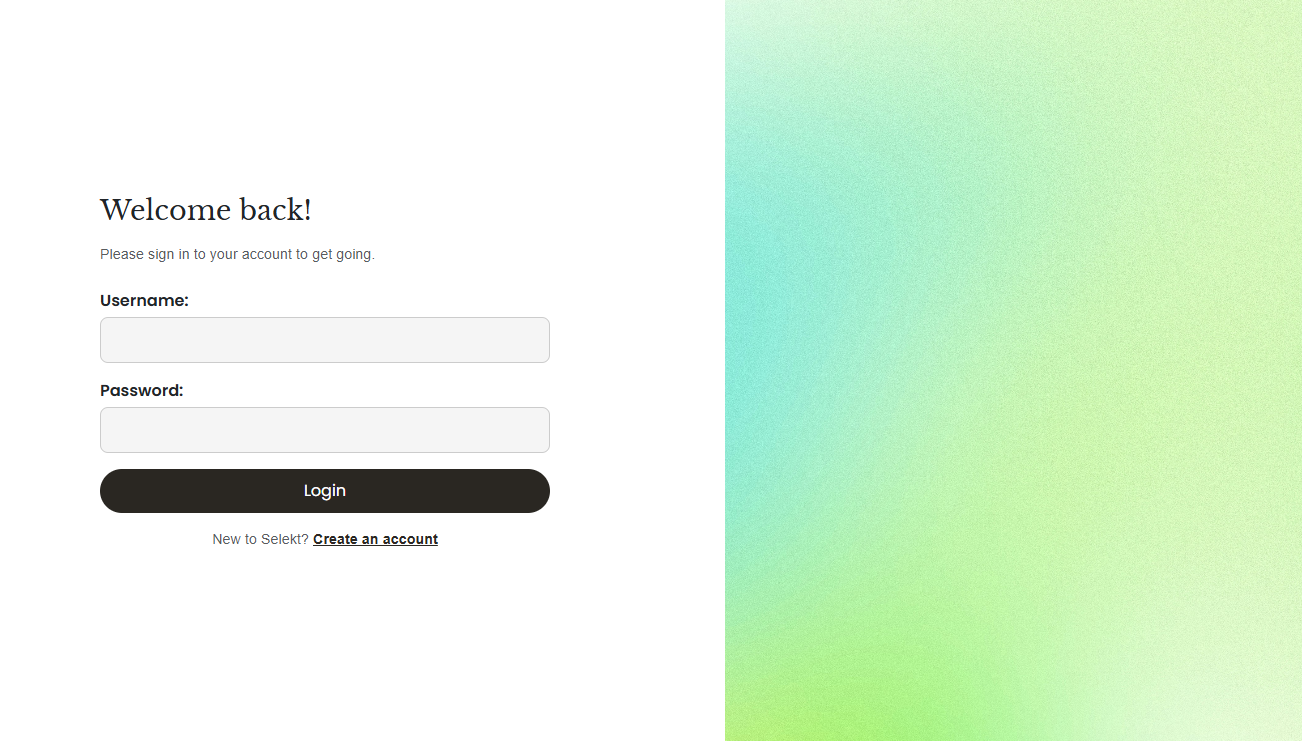 Welcome back!
Please sign in to your account to get going.
Username:
Password:
Login
New to Selekt? Create an account